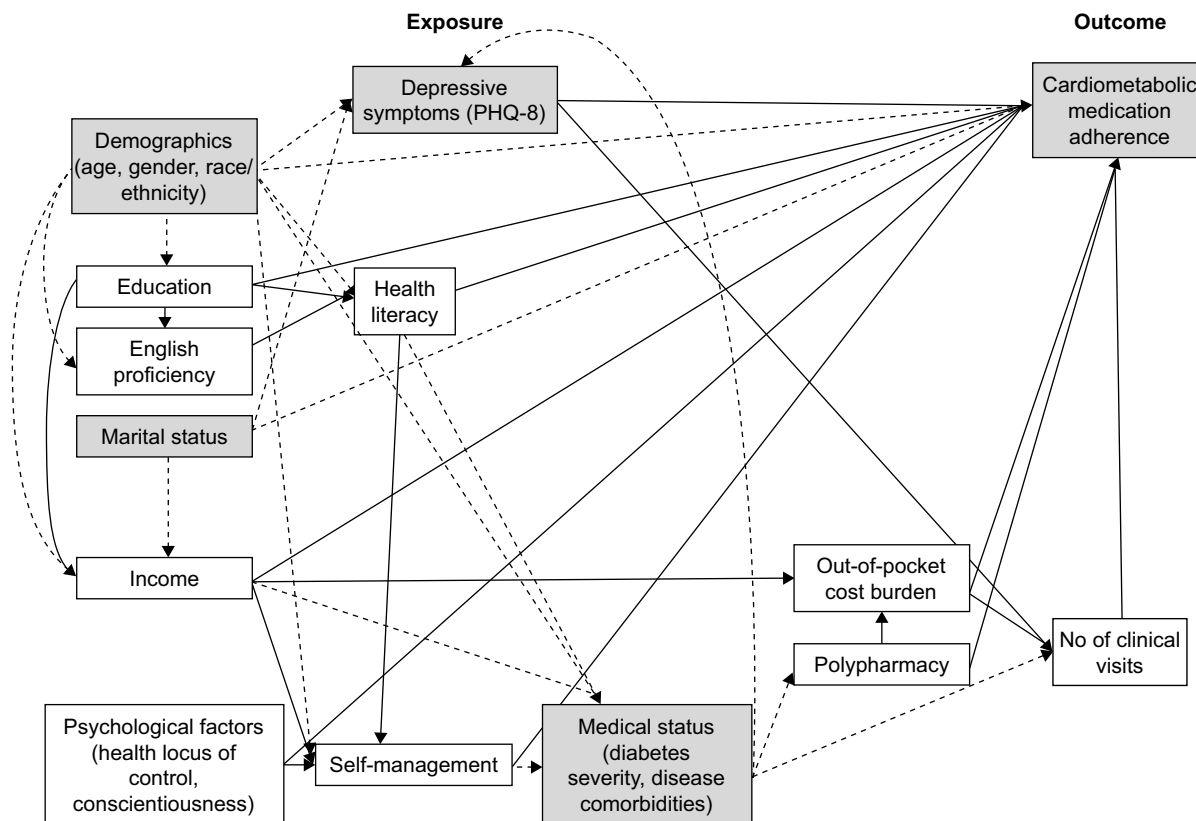 Exposure
Outcome
Depressive
symptoms (PHQ-8)
Cardiometabolic
medication
adherence
Demographics
(age, gender, race/
ethnicity)
Education
Health
literacy
English
proficiency
Marital status
Income
Out-of-pocket
cost burden
Polypharmacy
No of clinical
visits
Psychological factors
(health locus of
control,
conscientiousness)
Self-management
Medical status
(diabetes
severity, disease
comorbidities)